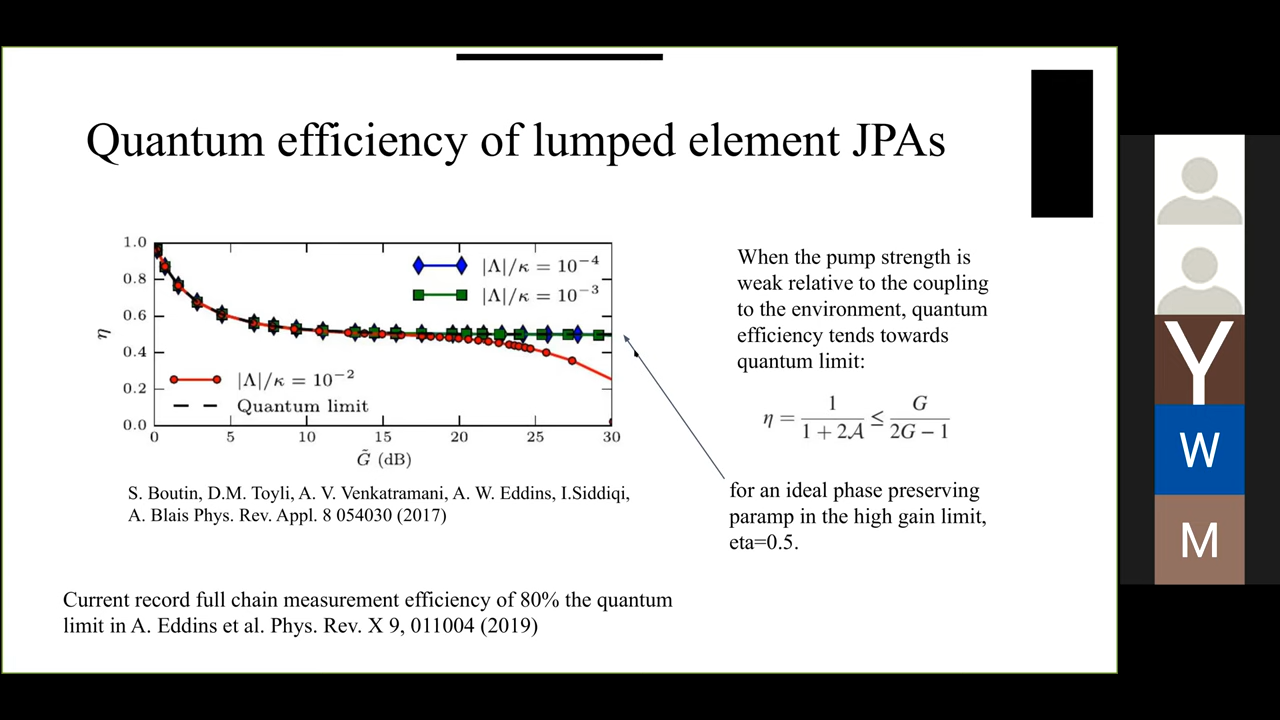 Quantum efficiency of lumped element JPAs
1.0
0.8
0.6
0.4
0.2
0.0
η
|Λ|/κ = 10⁻⁴
|Λ|/κ = 10⁻³
|Λ|/κ = 10⁻²
Quantum limit
0 5 10 15 20 25 30
G̃ (dB)
S. Boutin, D.M. Toyli, A. V. Venkatramani, A. W. Eddins, I.Siddiqi,
A. Blais Phys. Rev. Appl. 8 054030 (2017)
When the pump strength is
weak relative to the coupling
to the environment, quantum
efficiency tends towards
quantum limit:
η = 1/(1 + 2𝒜) ≤ G/(2G − 1)
for an ideal phase preserving
paramp in the high gain limit,
eta=0.5.
Current record full chain measurement efficiency of 80% the quantum
limit in A. Eddins et al. Phys. Rev. X 9, 011004 (2019)
Y
W
M